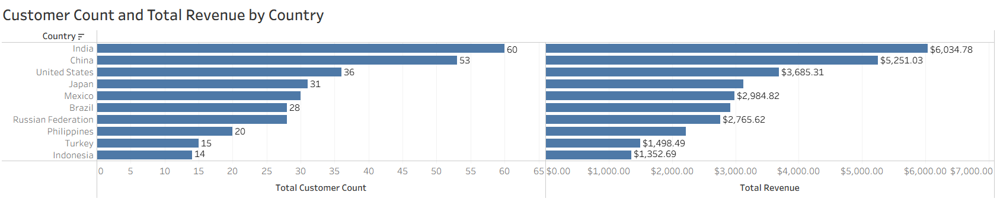 Customer Count and Total Revenue by Country
Country
India 60 $6,034.78
China 53 $5,251.03
United States 36 $3,685.31
Japan 31
Mexico $2,984.82
Brazil 28
Russian Federation $2,765.62
Philippines 20
Turkey 15 $1,498.49
Indonesia 14 $1,352.69
0 5 10 15 20 25 30 35 40 45 50 55 60 65 $0.00 $1,000.00 $2,000.00 $3,000.00 $4,000.00 $5,000.00 $6,000.00 $7,000.00
Total Customer Count Total Revenue